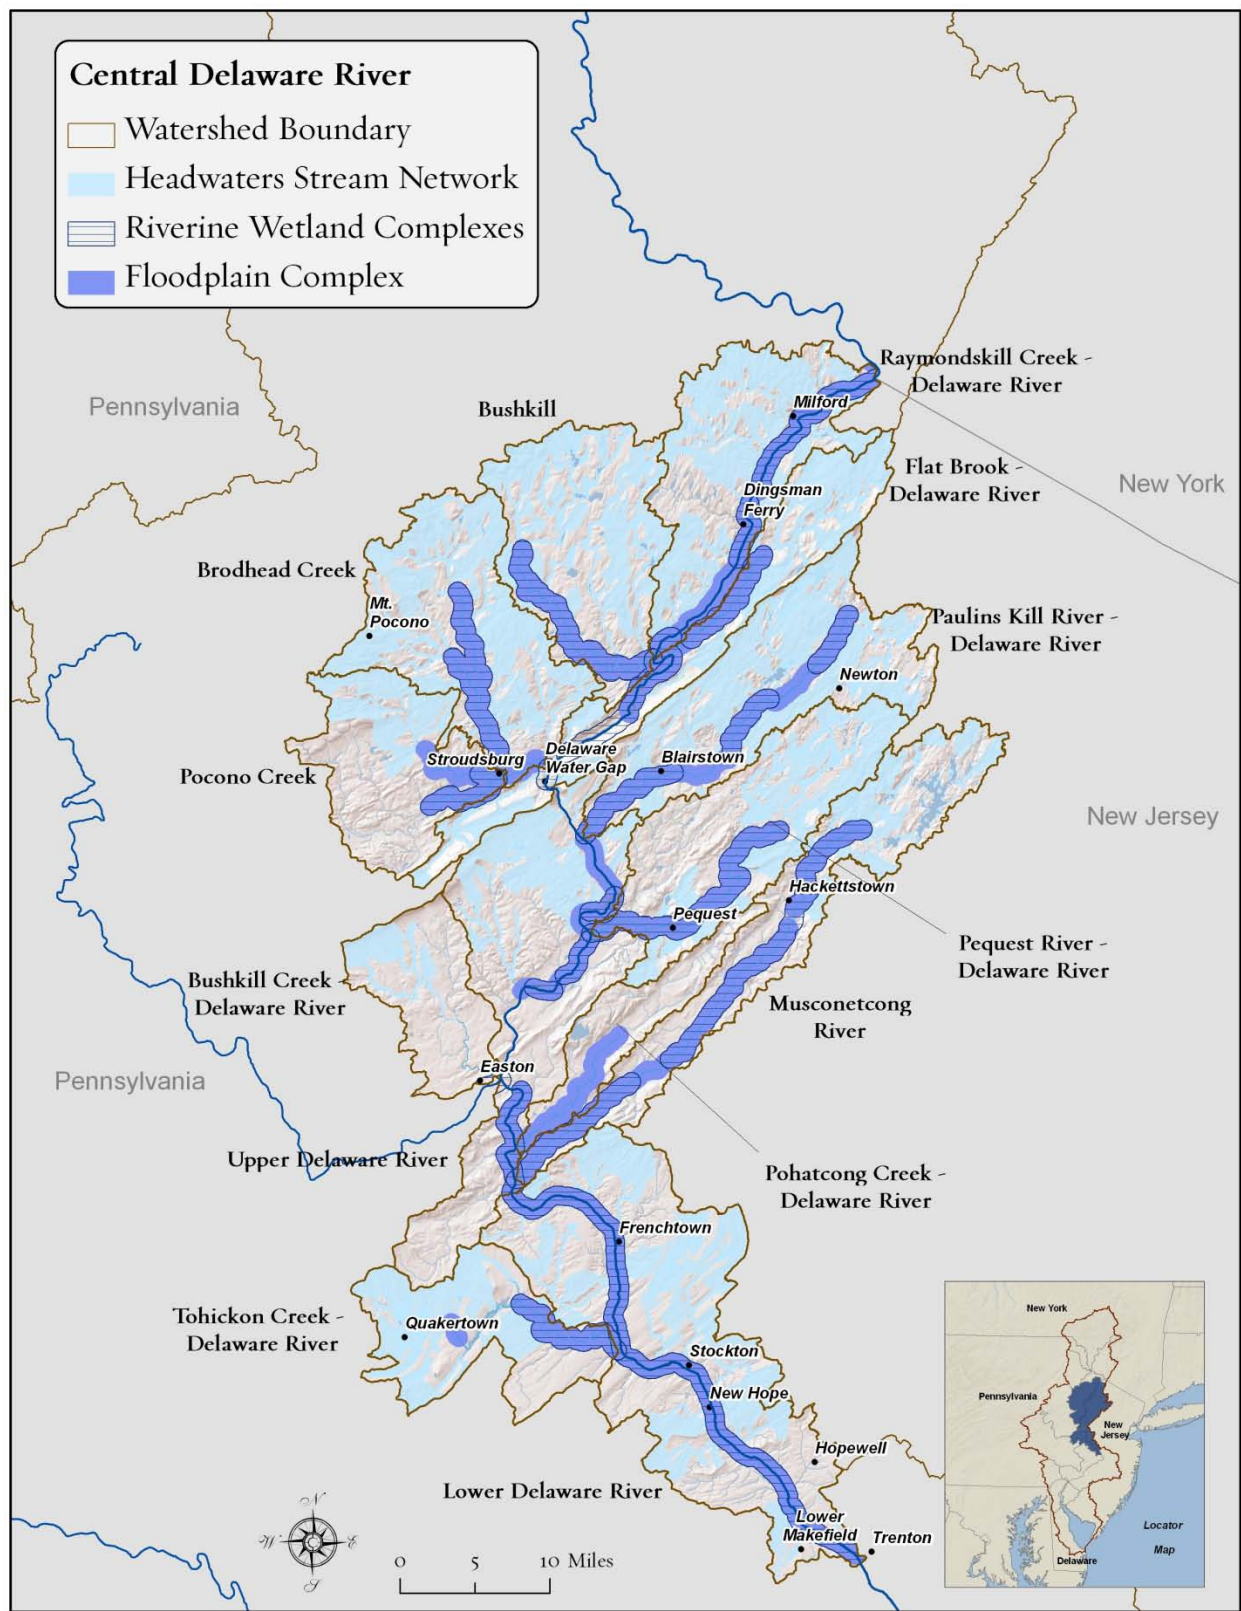 Central Delaware River
Watershed Boundary
Headwaters Stream Network
Riverine Wetland Complexes
Floodplain Complex
Pennsylvania
Bushkill
Raymondskill Creek -
Delaware River
Milford
Flat Brook -
Delaware River
New York
Dingsman
Ferry
Brodhead Creek
Mt.
Pocono
Paulins Kill River -
Delaware River
Newton
Pocono Creek
Stroudsburg
Delaware
Water Gap
Blairstown
New Jersey
Hackettstown
Pequest
Pequest River -
Delaware River
Bushkill Creek -
Delaware River
Musconetcong
River
Pennsylvania
Easton
Upper Delaware River
Pohatcong Creek -
Delaware River
Frenchtown
Tohickon Creek -
Delaware River
Quakertown
Stockton
New Hope
Hopewell
Lower Delaware River
Lower
Makefield
Trenton
N
W
E
S
0 5 10 Miles
New York
Pennsylvania
New
Jersey
Locator
Map
Delaware